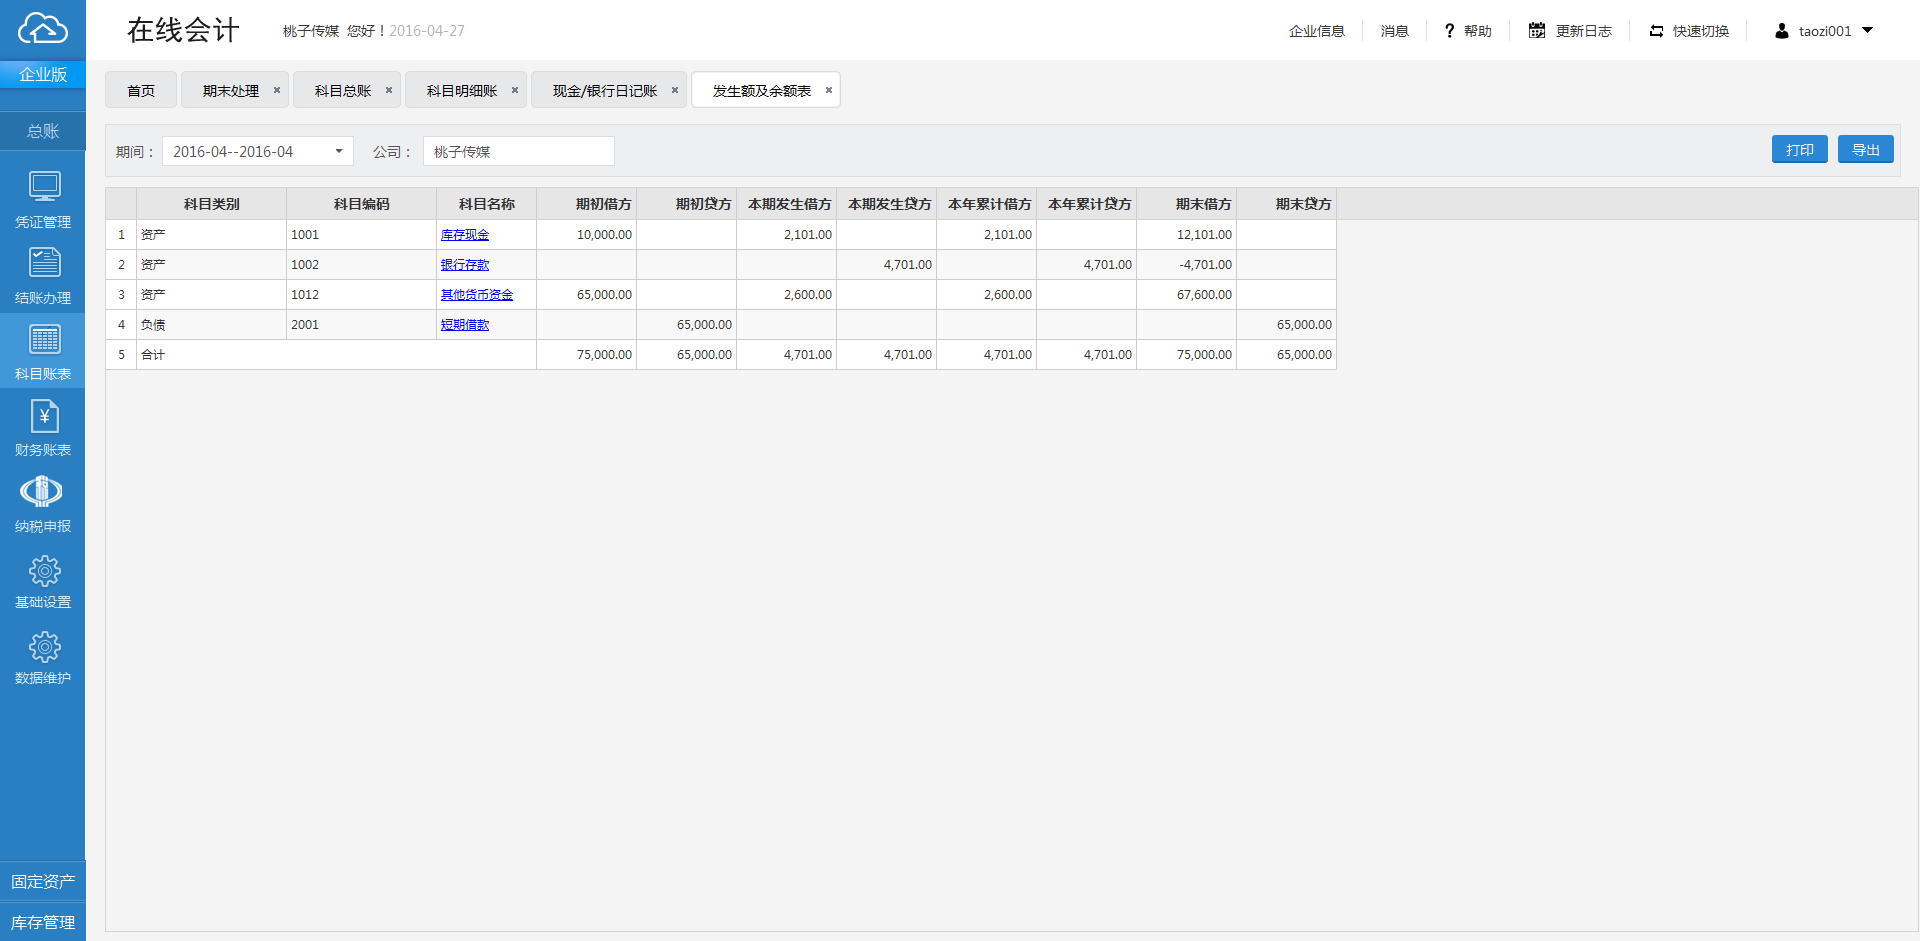 在线会计 桃子传媒 您好！2016-04-27 企业信息 消息 ? 帮助 更新日志 快速切换 taozi001
企业版
总账
凭证管理
结账办理
科目账表
财务账表
纳税申报
基础设置
数据维护
固定资产
库存管理
首页 期末处理 × 科目总账 × 科目明细账 × 现金/银行日记账 × 发生额及余额表 ×
期间： 2016-04--2016-04 公司： 桃子传媒 打印 导出
科目类别 科目编码 科目名称 期初借方 期初贷方 本期发生借方 本期发生贷方 本年累计借方 本年累计贷方 期末借方 期末贷方
1 资产 1001 库存现金 10,000.00 2,101.00 2,101.00 12,101.00
2 资产 1002 银行存款 4,701.00 4,701.00 -4,701.00
3 资产 1012 其他货币资金 65,000.00 2,600.00 2,600.00 67,600.00
4 负债 2001 短期借款 65,000.00 65,000.00
5 合计 75,000.00 65,000.00 4,701.00 4,701.00 4,701.00 4,701.00 75,000.00 65,000.00